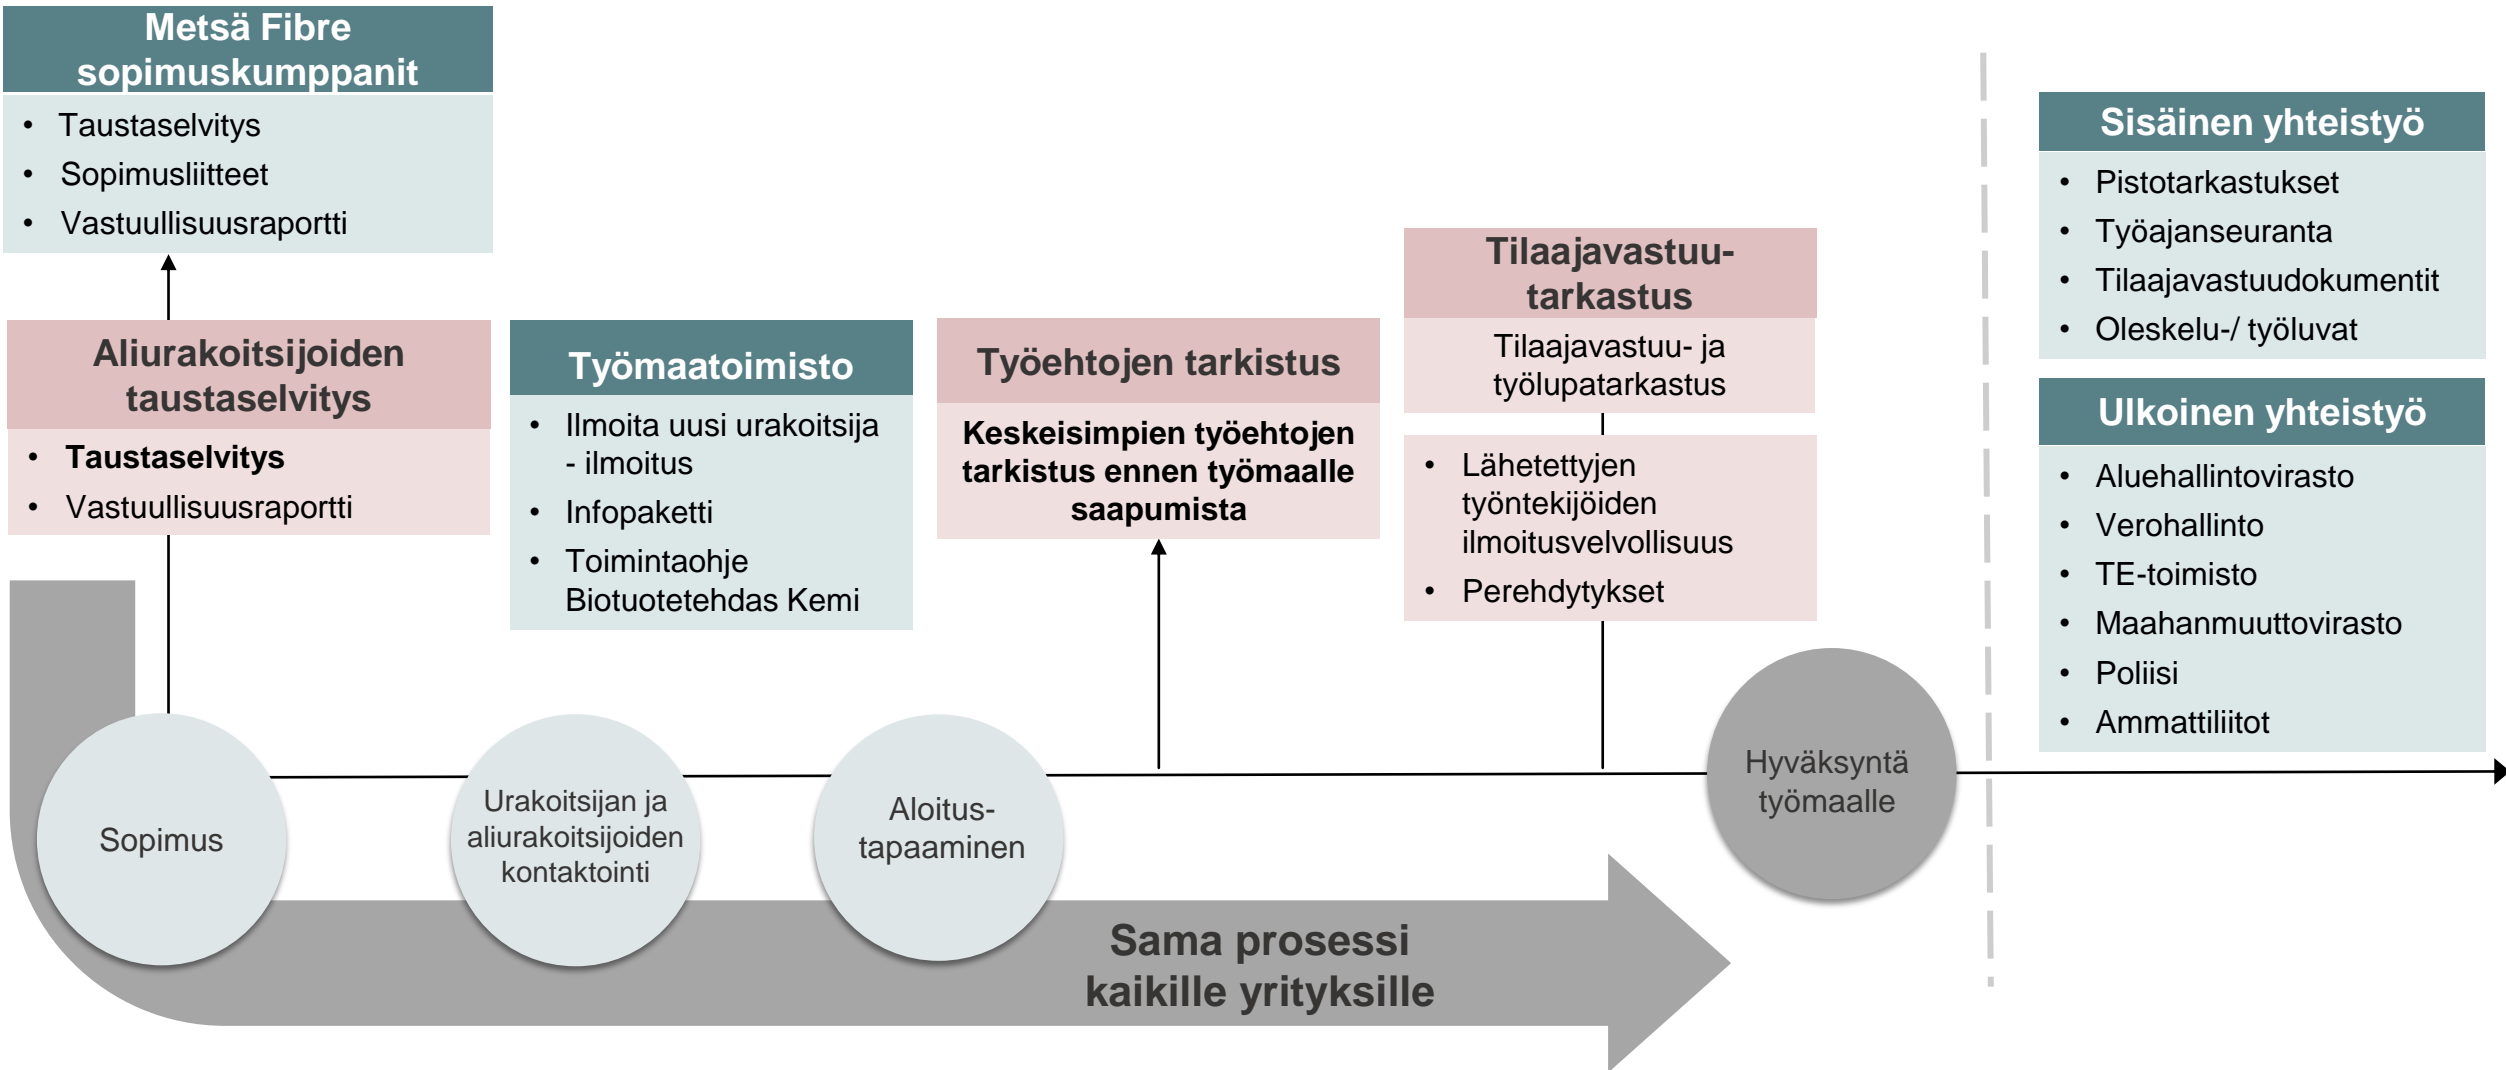 Metsä Fibre
sopimuskumppanit
• Taustaselvitys
• Sopimusliitteet
• Vastuullisuusraportti
Aliurakoitsijoiden
taustaselvitys
• Taustaselvitys
• Vastuullisuusraportti
Työmaatoimisto
• Ilmoita uusi urakoitsija
- ilmoitus
• Infopaketti
• Toimintaohje
Biotuotetehdas Kemi
Työehtojen tarkistus
Keskeisimpien työehtojen
tarkistus ennen työmaalle
saapumista
Tilaajavastuu-
tarkastus
Tilaajavastuu- ja
työlupatarkastus
• Lähetettyjen
työntekijöiden
ilmoitusvelvollisuus
• Perehdytykset
Sisäinen yhteistyö
• Pistotarkastukset
• Työajanseuranta
• Tilaajavastuudokumentit
• Oleskelu-/ työluvat
Ulkoinen yhteistyö
• Aluehallintovirasto
• Verohallinto
• TE-toimisto
• Maahanmuuttovirasto
• Poliisi
• Ammattiliitot
Sopimus
Urakoitsijan ja
aliurakoitsijoiden
kontaktointi
Aloitus-
tapaaminen
Hyväksyntä
työmaalle
Sama prosessi
kaikille yrityksille